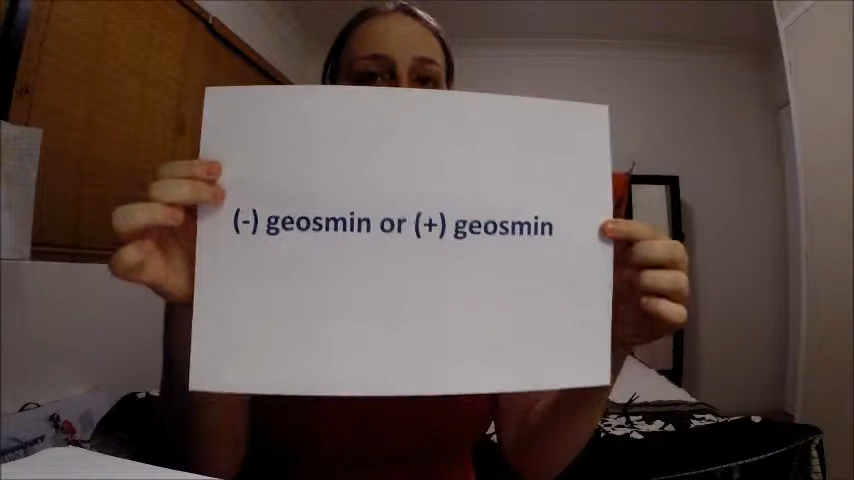 (-) geosmin or (+) geosmin